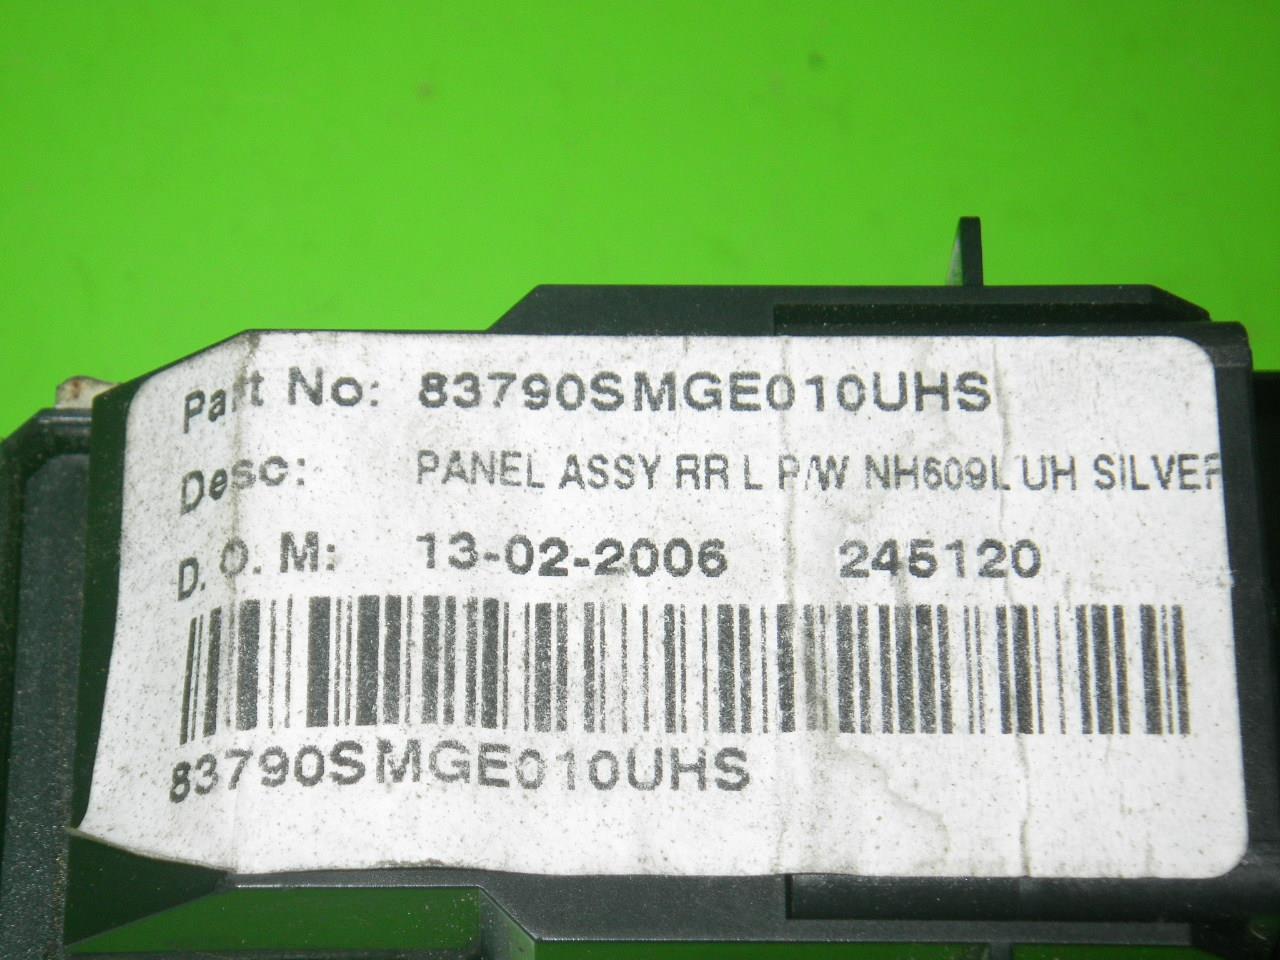 Part No: 83790SMGE010UHS
Desc: PANEL ASSY RR L P/W NH609L UH SILVER
D. O. M: 13-02-2006 245120
83790SMGE010UHS